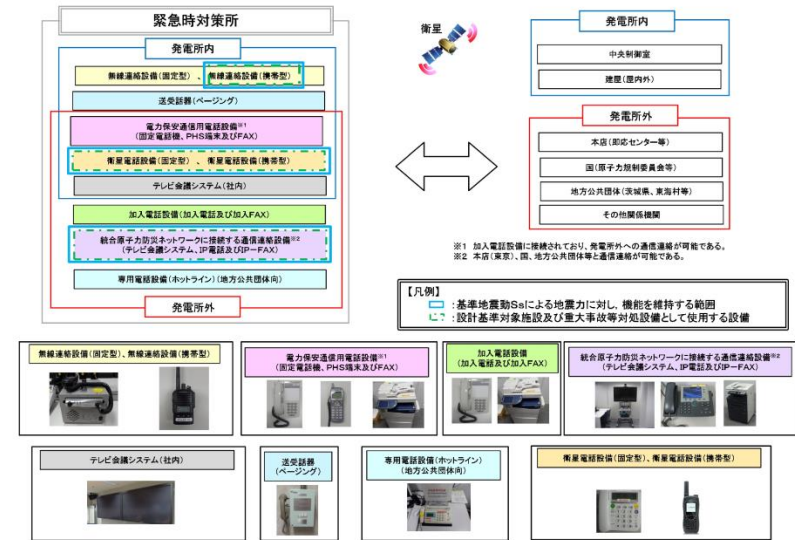 緊急時対策所
発電所内
無線連絡設備(固定型) 、 無線連絡設備(携帯型)
送受話器(ページング)
電力保安通信用電話設備※1
(固定電話機、PHS端末及びFAX)
衛星電話設備(固定型) 、 衛星電話設備(携帯型)
テレビ会議システム(社内)
加入電話設備(加入電話及び加入FAX)
統合原子力防災ネットワークに接続する通信連絡設備※2
(テレビ会議システム、IP電話及びIP-FAX)
専用電話設備(ホットライン)(地方公共団体向)
発電所外
衛星
発電所内
中央制御室
建屋(屋内外)
発電所外
本店(即応センター等)
国(原子力規制委員会等)
地方公共団体(茨城県、東海村等)
その他関係機関
※1 加入電話設備に接続されており、発電所外への通信連絡が可能である。
※2 本店(東京)、国、地方公共団体等と通信連絡が可能である。
【凡例】
:基準地震動Ssによる地震力に対し、機能を維持する範囲
:設計基準対象施設及び重大事故等対処設備として使用する設備
無線連絡設備(固定型)、無線連絡設備(携帯型)
電力保安通信用電話設備※1
(固定電話機、PHS端末及びFAX)
加入電話設備
(加入電話及び加入FAX)
統合原子力防災ネットワークに接続する通信連絡設備※2
(テレビ会議システム、IP電話及びIP-FAX)
テレビ会議システム(社内)
送受話器
(ページング)
専用電話設備(ホットライン)
(地方公共団体向)
衛星電話設備(固定型)、衛星電話設備(携帯型)